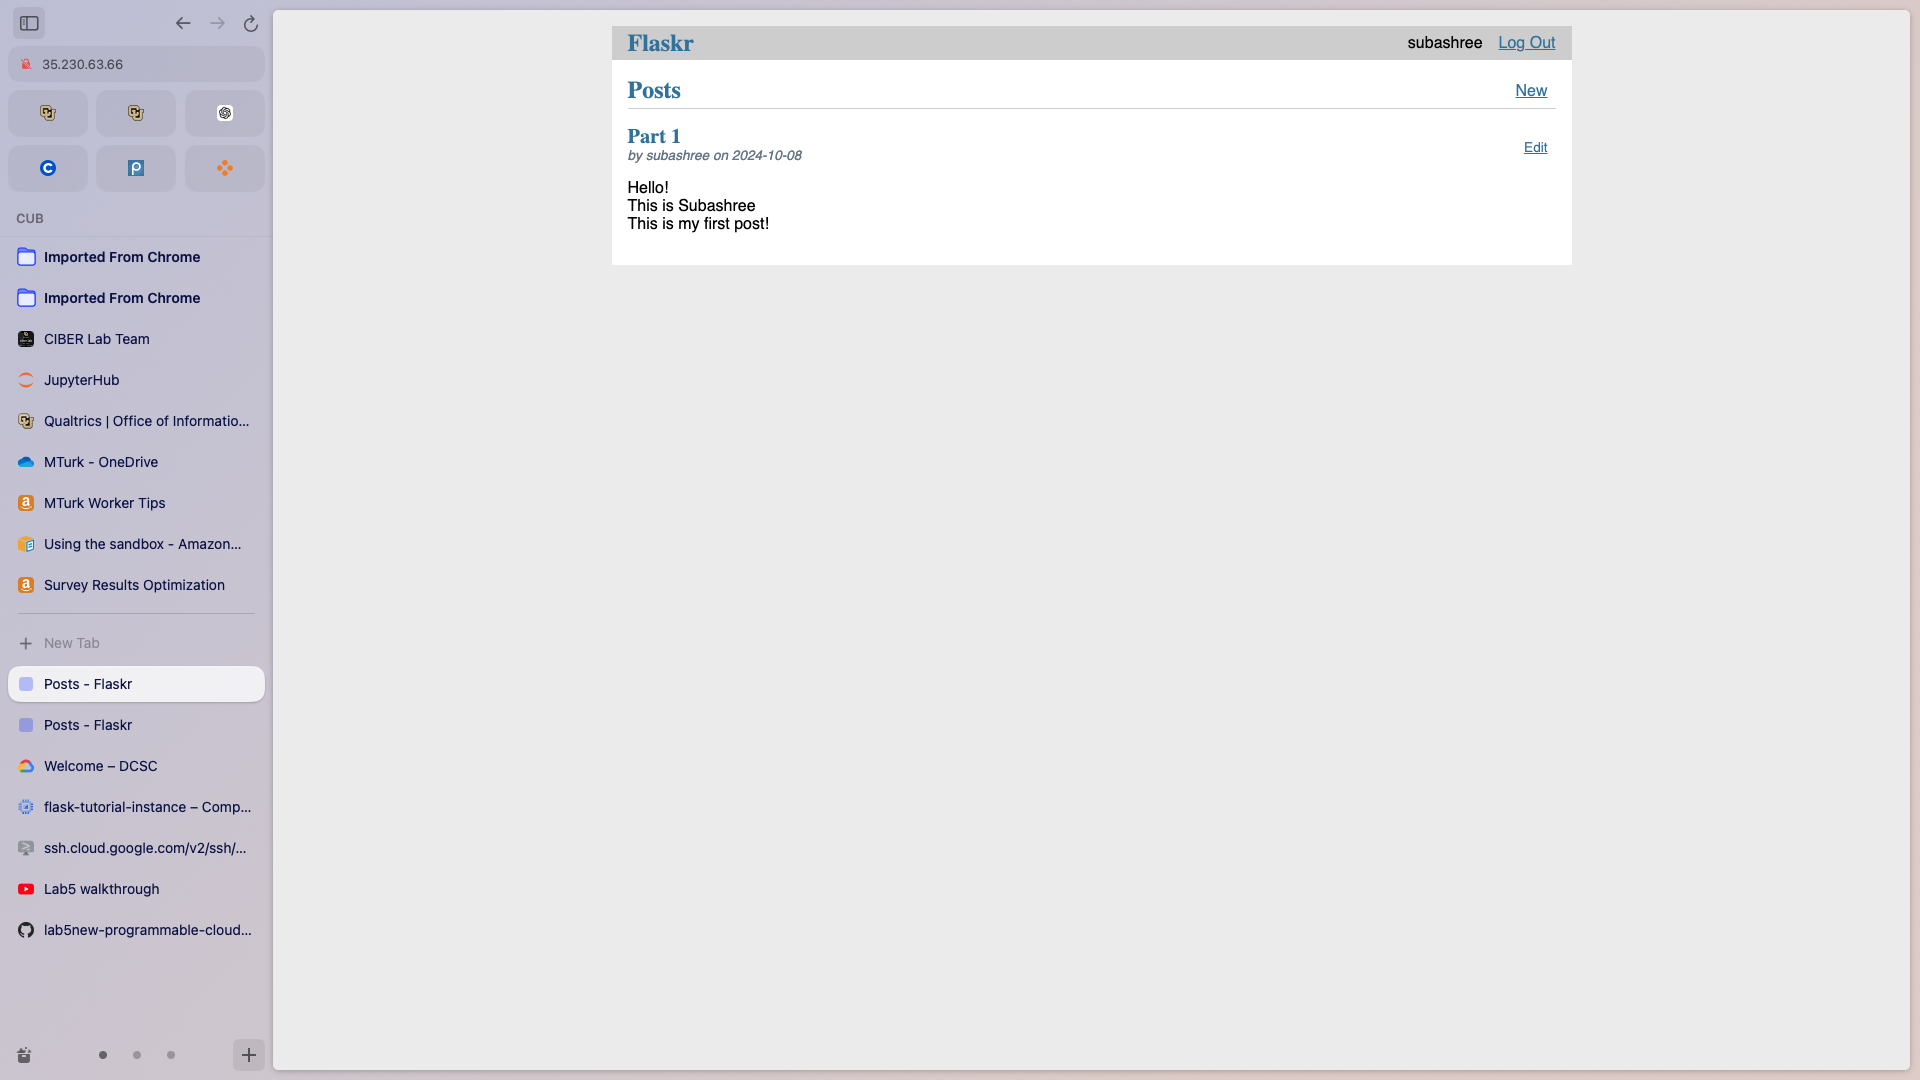 35.230.63.66
CUB
Imported From Chrome
Imported From Chrome
CIBER Lab Team
JupyterHub
Qualtrics | Office of Informatio...
MTurk - OneDrive
MTurk Worker Tips
Using the sandbox - Amazon...
Survey Results Optimization
New Tab
Posts - Flaskr
Posts - Flaskr
Welcome – DCSC
flask-tutorial-instance – Comp...
ssh.cloud.google.com/v2/ssh/...
Lab5 walkthrough
lab5new-programmable-cloud...
Flaskr
subashree Log Out
Posts
New
Part 1
by subashree on 2024-10-08
Edit
Hello!
This is Subashree
This is my first post!